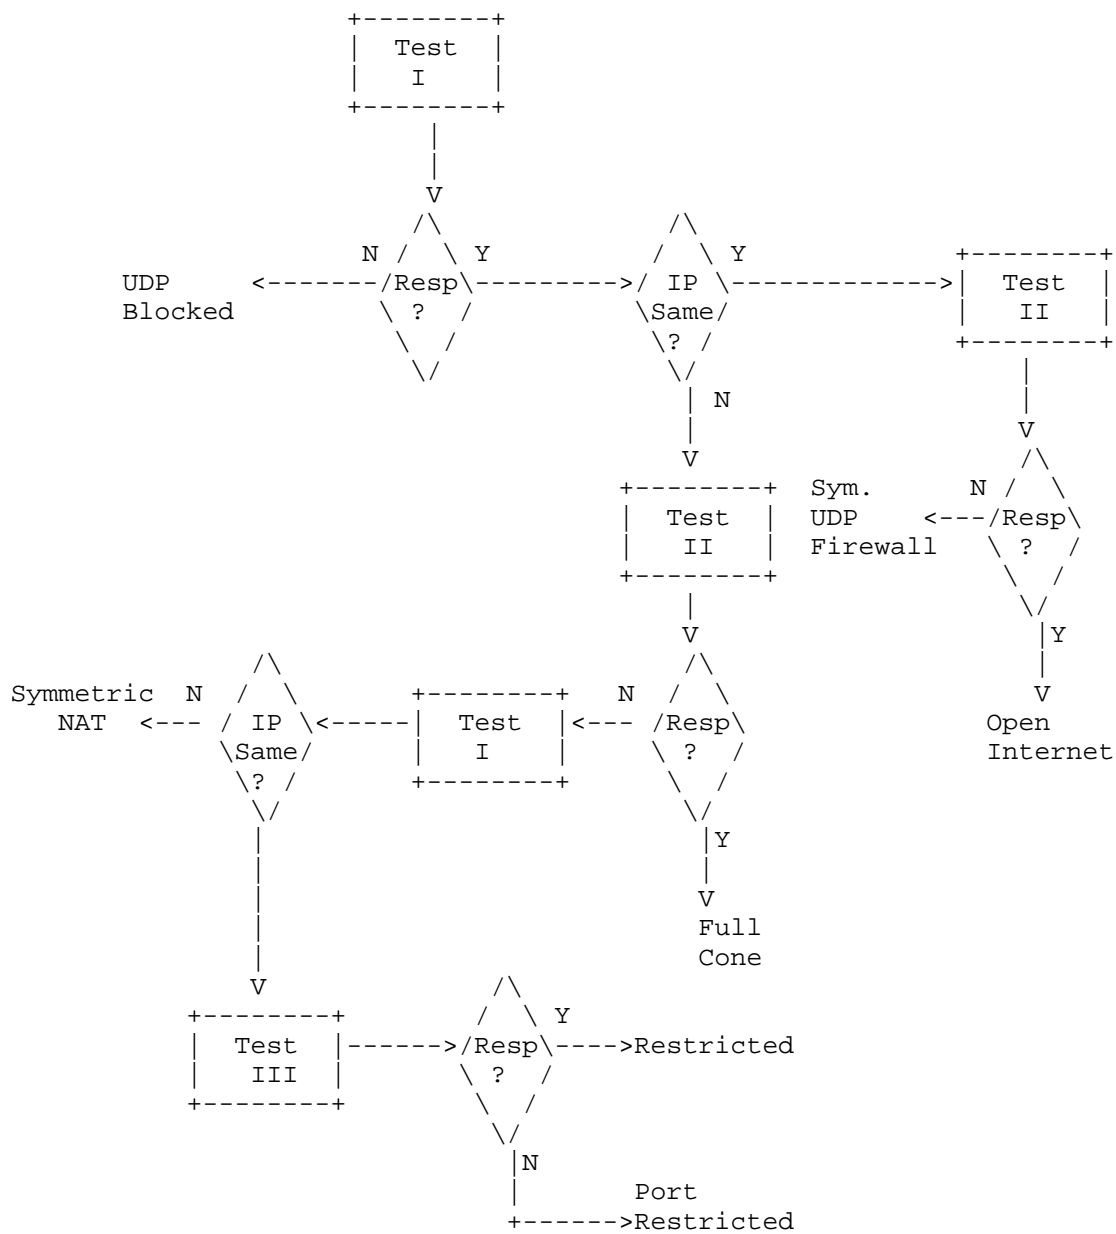 Test
I
N Y Y
UDP Resp IP Test
Blocked ? Same II
?
N
Sym. N
Test UDP Resp
II Firewall ?
Y
Symmetric N N
NAT IP Test Resp Open
Same I ? Internet
?
Y
Full
Cone
Y
Test Resp Restricted
III ?
N
Port
Restricted